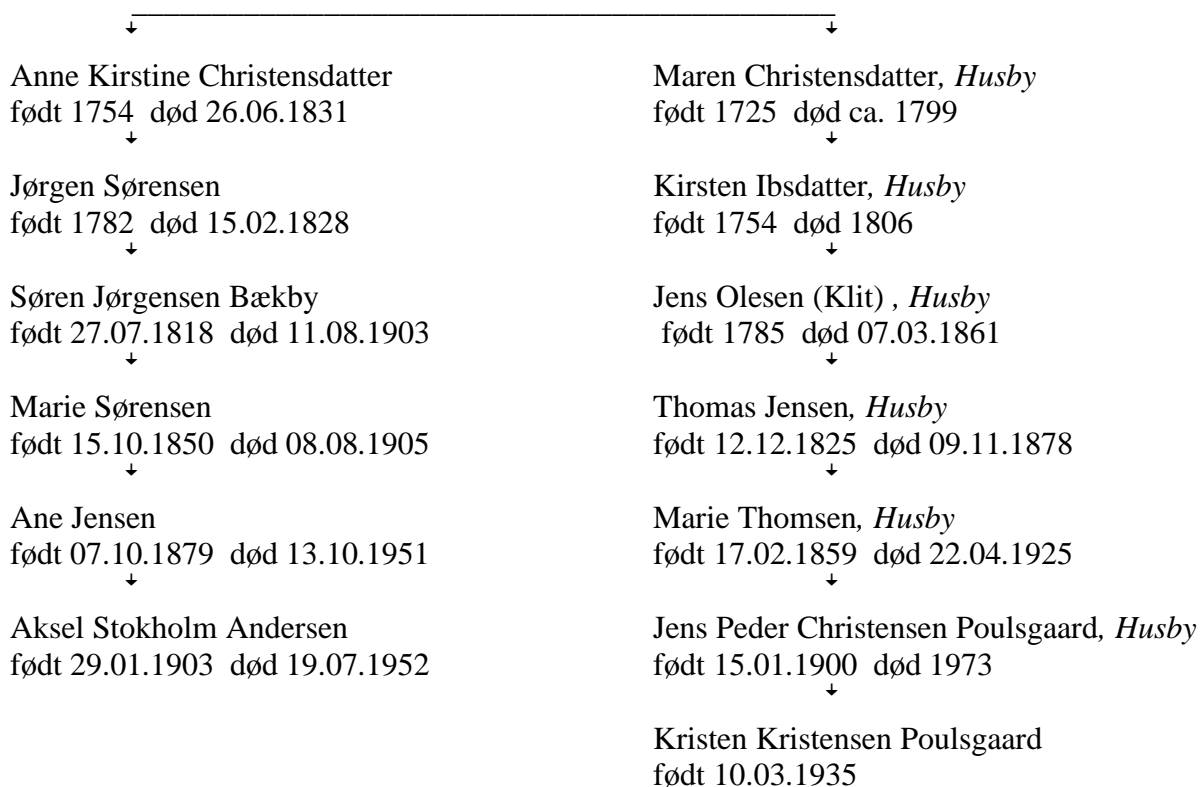 Anne Kirstine Christensdatter
født 1754 død 26.06.1831
Jørgen Sørensen
født 1782 død 15.02.1828
Søren Jørgensen Bækby
født 27.07.1818 død 11.08.1903
Marie Sørensen
født 15.10.1850 død 08.08.1905
Ane Jensen
født 07.10.1879 død 13.10.1951
Aksel Stokholm Andersen
født 29.01.1903 død 19.07.1952
Maren Christensdatter, Husby
født 1725 død ca. 1799
Kirsten Ibsdatter, Husby
født 1754 død 1806
Jens Olesen (Klit) , Husby
født 1785 død 07.03.1861
Thomas Jensen, Husby
født 12.12.1825 død 09.11.1878
Marie Thomsen, Husby
født 17.02.1859 død 22.04.1925
Jens Peder Christensen Poulsgaard, Husby
født 15.01.1900 død 1973
Kristen Kristensen Poulsgaard
født 10.03.1935